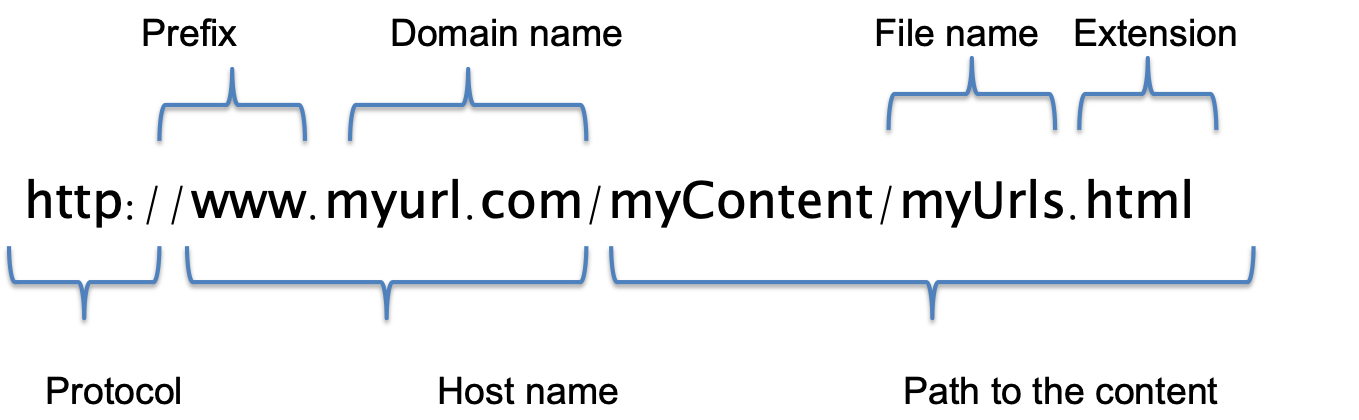 Prefix Domain name File name Extension
http://www.myurl.com/myContent/myUrls.html
Protocol Host name Path to the content